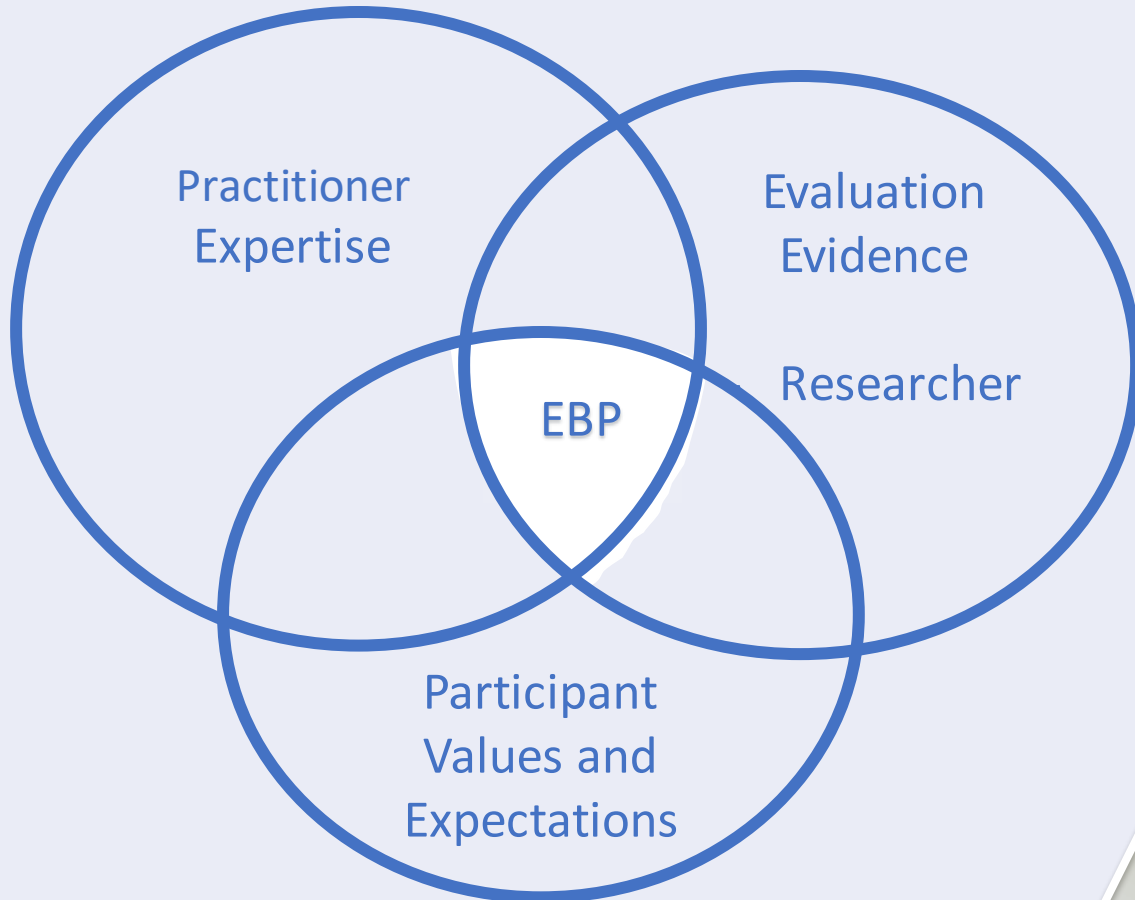 Practitioner
Expertise
Evaluation
Evidence
Researcher
EBP
Participant
Values and
Expectations